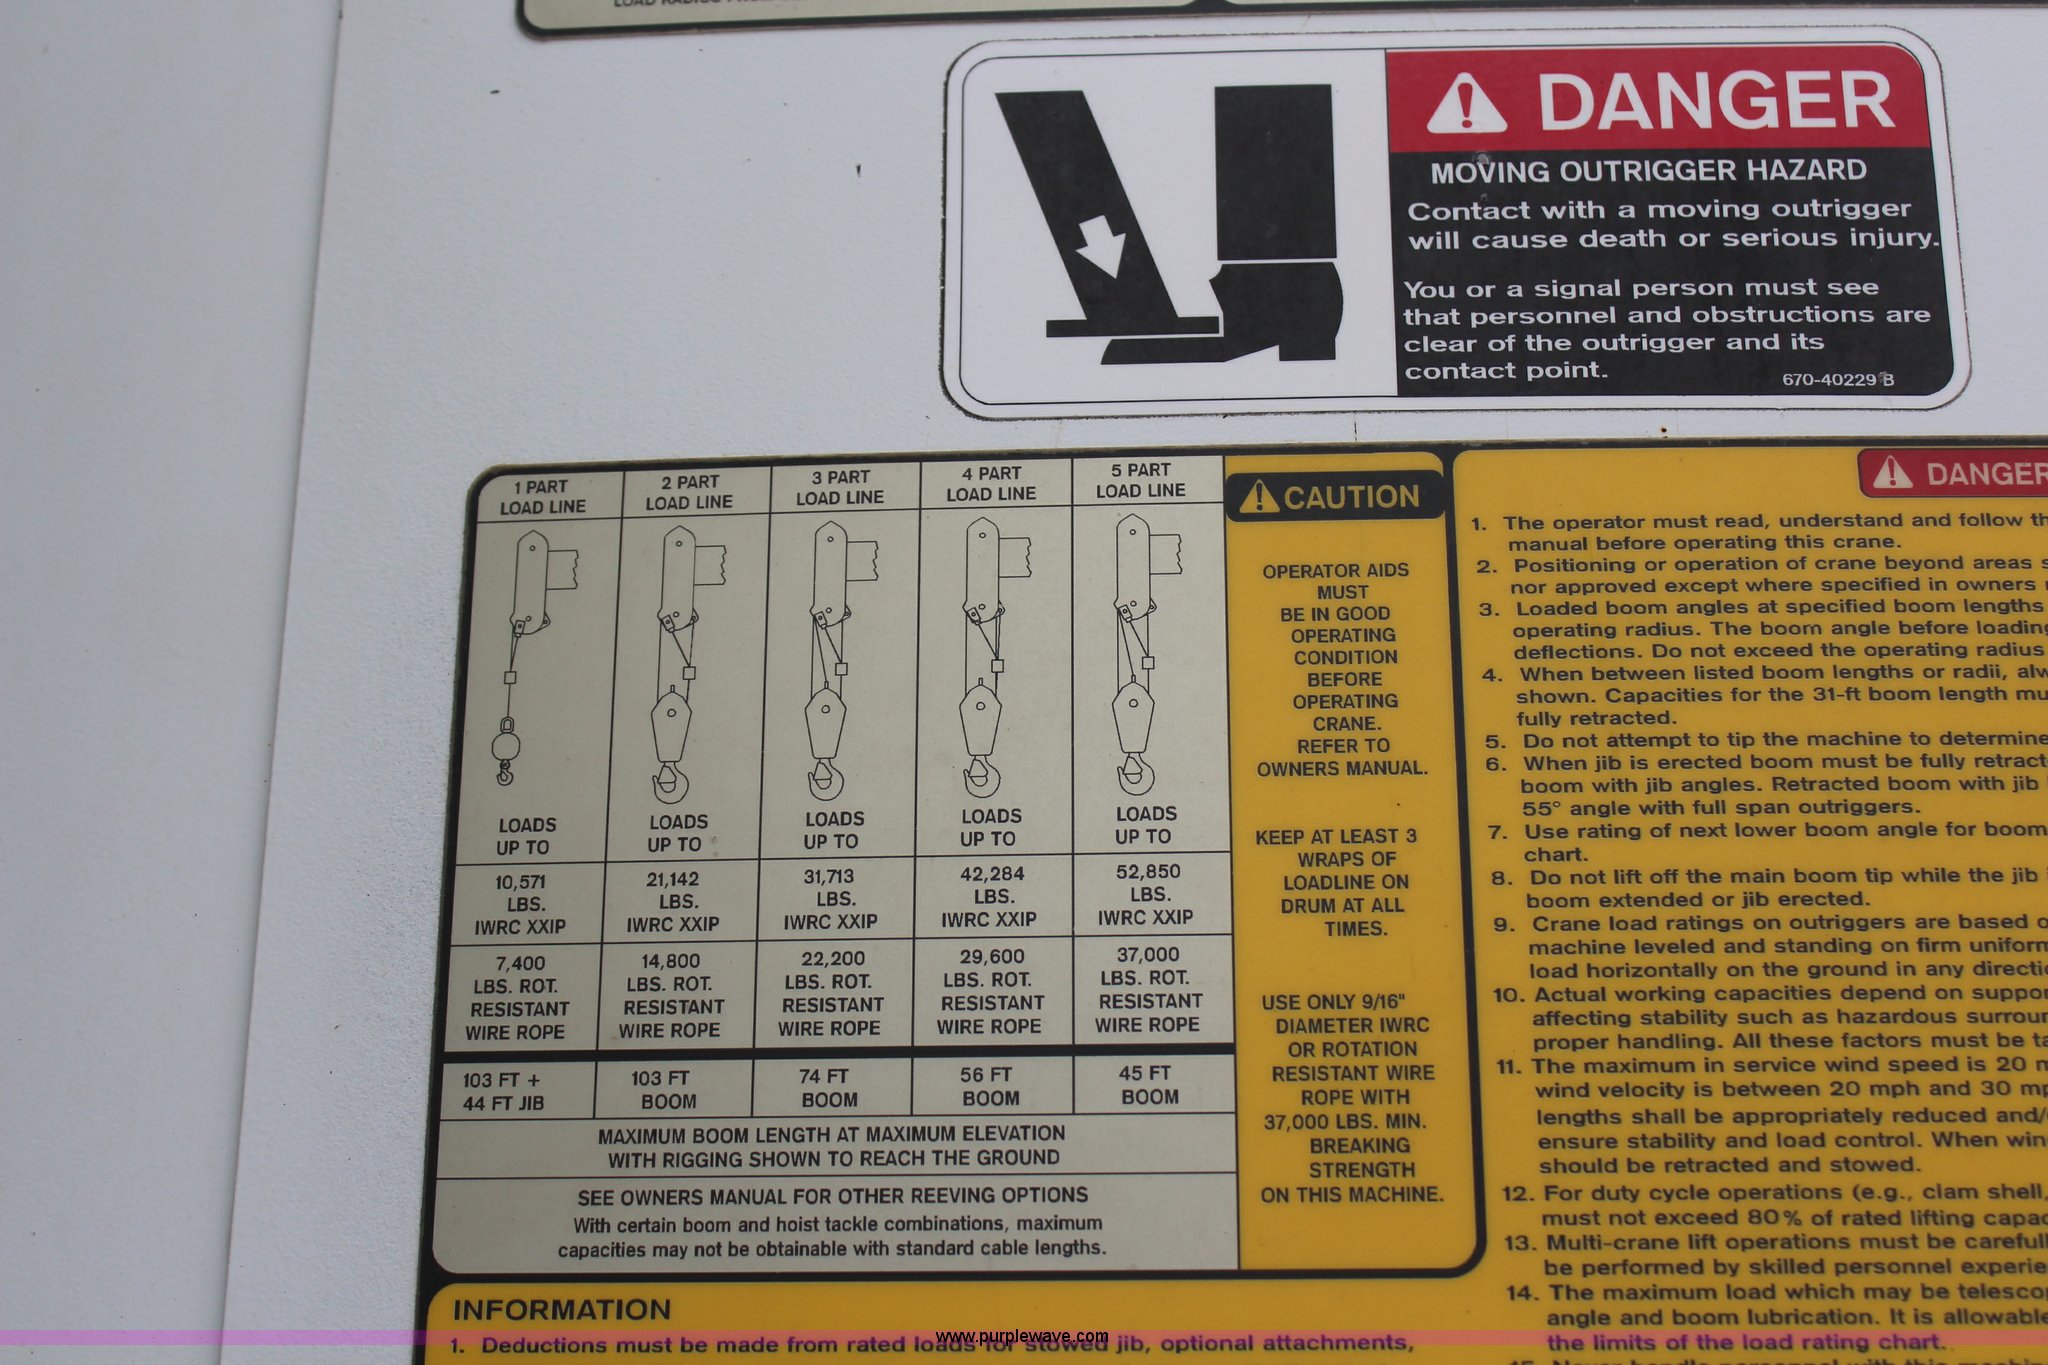 DANGER
MOVING OUTRIGGER HAZARD
Contact with a moving outrigger
will cause death or serious injury.
You or a signal person must see
that personnel and obstructions are
clear of the outrigger and its
contact point.
670-40229 B
1 PART
LOAD LINE
2 PART
LOAD LINE
3 PART
LOAD LINE
4 PART
LOAD LINE
5 PART
LOAD LINE
LOADS
UP TO
LOADS
UP TO
LOADS
UP TO
LOADS
UP TO
LOADS
UP TO
10,571
LBS.
IWRC XXIP
21,142
LBS.
IWRC XXIP
31,713
LBS.
IWRC XXIP
42,284
LBS.
IWRC XXIP
52,850
LBS.
IWRC XXIP
7,400
LBS. ROT.
RESISTANT
WIRE ROPE
14,800
LBS. ROT.
RESISTANT
WIRE ROPE
22,200
LBS. ROT.
RESISTANT
WIRE ROPE
29,600
LBS. ROT.
RESISTANT
WIRE ROPE
37,000
LBS. ROT.
RESISTANT
WIRE ROPE
103 FT +
44 FT JIB
103 FT
BOOM
74 FT
BOOM
56 FT
BOOM
45 FT
BOOM
MAXIMUM BOOM LENGTH AT MAXIMUM ELEVATION
WITH RIGGING SHOWN TO REACH THE GROUND
SEE OWNERS MANUAL FOR OTHER REEVING OPTIONS
With certain boom and hoist tackle combinations, maximum
capacities may not be obtainable with standard cable lengths.
CAUTION
OPERATOR AIDS
MUST
BE IN GOOD
OPERATING
CONDITION
BEFORE
OPERATING
CRANE.
REFER TO
OWNERS MANUAL.
KEEP AT LEAST 3
WRAPS OF
LOADLINE ON
DRUM AT ALL
TIMES.
USE ONLY 9/16"
DIAMETER IWRC
OR ROTATION
RESISTANT WIRE
ROPE WITH
37,000 LBS. MIN.
BREAKING
STRENGTH
ON THIS MACHINE.
DANGER
1. The operator must read, understand and follow
manual before operating this crane.
2. Positioning or operation of crane beyond areas
nor approved except where specified in owners
3. Loaded boom angles at specified boom lengths
operating radius. The boom angle before loading
deflections. Do not exceed the operating radius
4. When between listed boom lengths or radii,
shown. Capacities for the 31-ft boom length
fully retracted.
5. Do not attempt to tip the machine to determine
6. When jib is erected boom must be fully
boom with jib angles. Retracted boom with jib
55° angle with full span outriggers.
7. Use rating of next lower boom angle for boom
chart.
8. Do not lift off the main boom tip while the jib
boom extended or jib erected.
9. Crane load ratings on outriggers are based
machine leveled and standing on firm
load horizontally on the ground in any
10. Actual working capacities depend on
affecting stability such as hazardous
proper handling. All these factors must be
11. The maximum in service wind speed is 20
wind velocity is between 20 mph and 30
lengths shall be appropriately reduced
ensure stability and load control. When
should be retracted and stowed.
12. For duty cycle operations (e.g., clam shell,
must not exceed 80% of rated lifting
13. Multi-crane lift operations must be
be performed by skilled personnel
14. The maximum load which may be
angle and boom lubrication. It is allowable
the limits of the load rating chart.
INFORMATION
1. Deductions must be made from rated loads for stowed jib, optional attachments,
www.purplewave.com